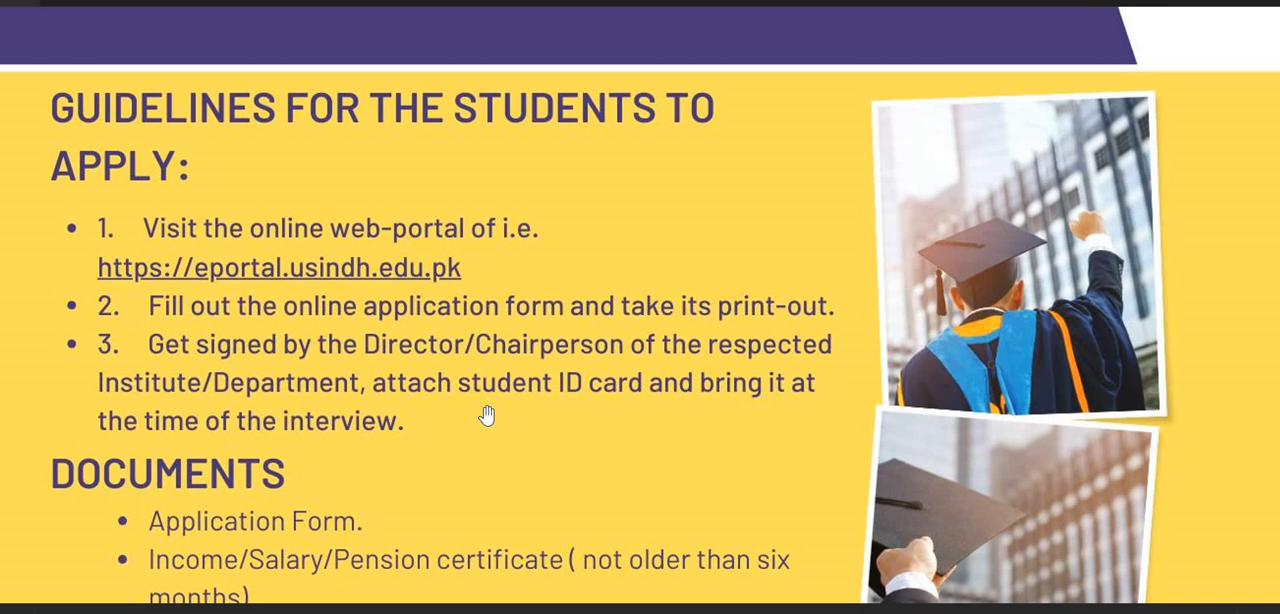 GUIDELINES FOR THE STUDENTS TO
APPLY:
• 1. Visit the online web-portal of i.e.
https://eportal.usindh.edu.pk
• 2. Fill out the online application form and take its print-out.
• 3. Get signed by the Director/Chairperson of the respected
Institute/Department, attach student ID card and bring it at
the time of the interview.
DOCUMENTS
• Application Form.
• Income/Salary/Pension certificate ( not older than six
months)